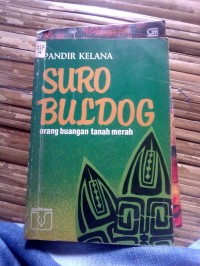 PANDIR KELANA
SURO
BULDOG
orang buangan tanah merah